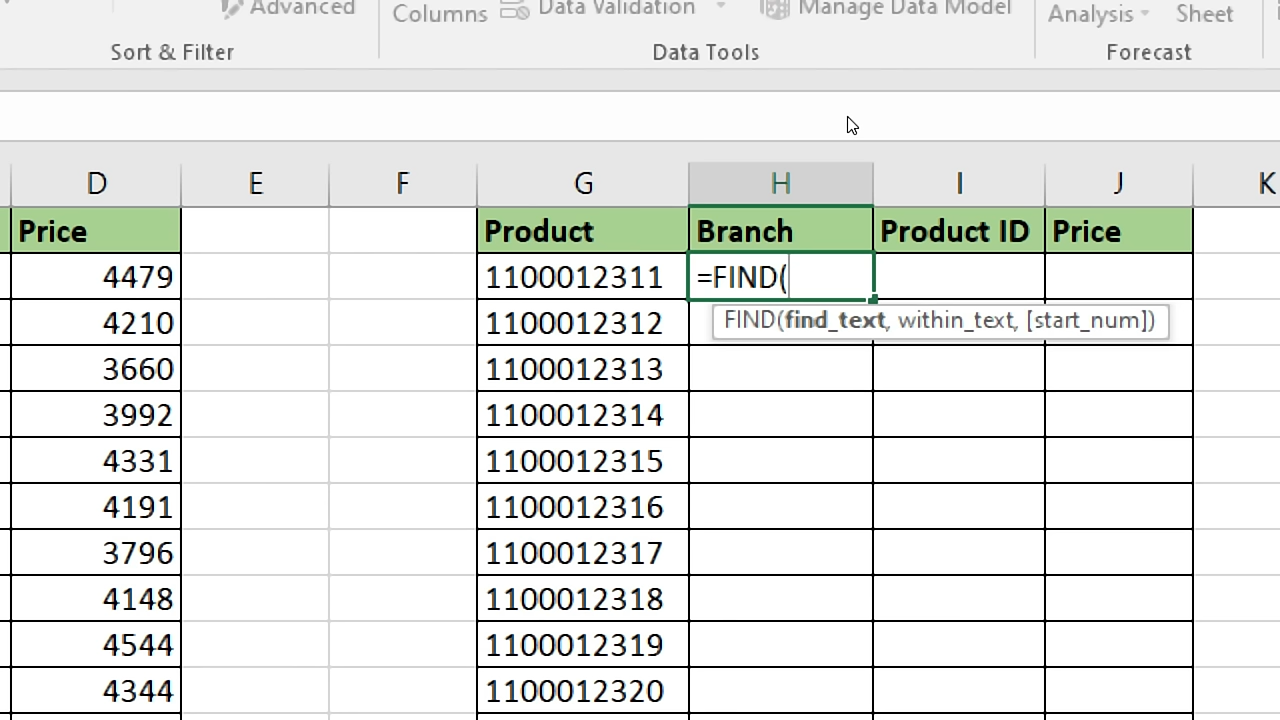 Advanced
Columns Data Validation Manage Data Model Analysis Sheet
Sort & Filter Data Tools Forecast
D E F G H I J K
Price Product Branch Product ID Price
4479 1100012311 =FIND(
FIND(find_text, within_text, [start_num])
4210 1100012312
3660 1100012313
3992 1100012314
4331 1100012315
4191 1100012316
3796 1100012317
4148 1100012318
4544 1100012319
4344 1100012320